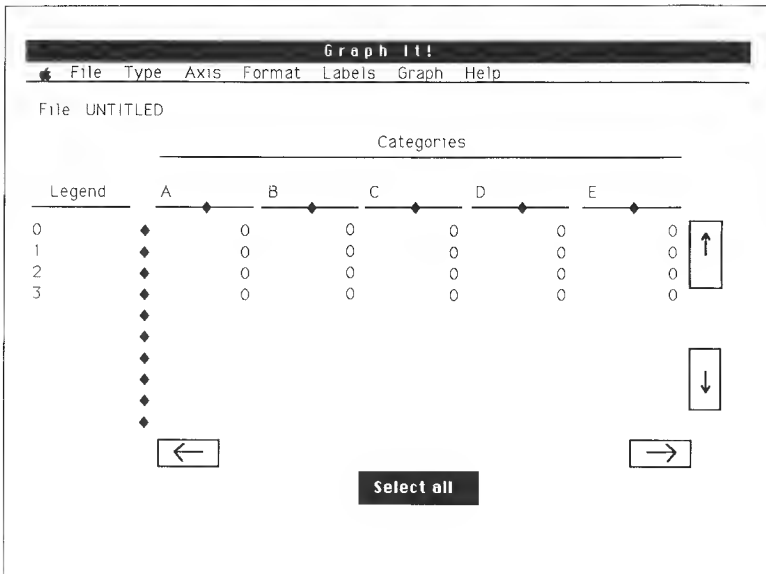 Graph It!
File Type Axis Format Labels Graph Help
File UNTITLED
Categories
Legend A B C D E
0 0 0 0 0 0
1 0 0 0 0 0
2 0 0 0 0 0
3 0 0 0 0 0
Select all